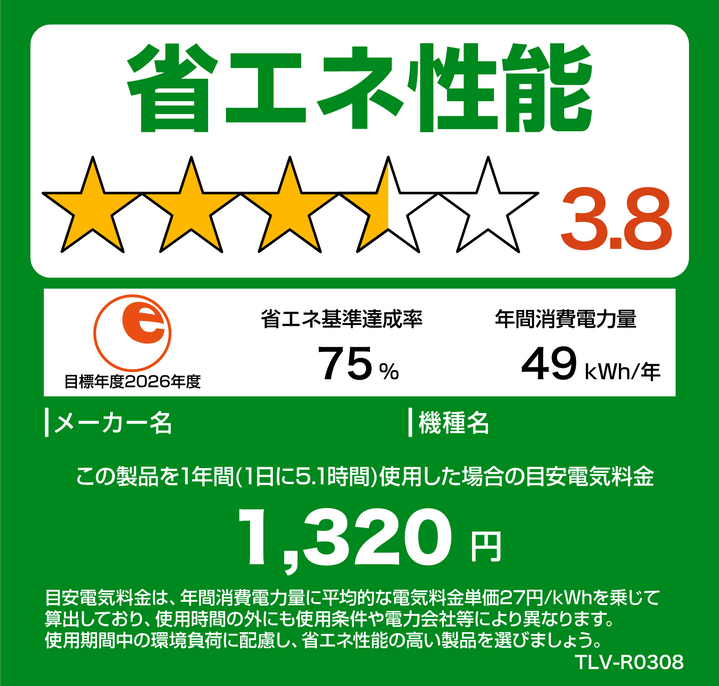 省エネ性能
3.8
e
省エネ基準達成率
年間消費電力量
75 %
49 kWh/年
目標年度2026年度
メーカー名
機種名
この製品を1年間(1日に5.1時間)使用した場合の目安電気料金
1,320 円
目安電気料金は、年間消費電力量に平均的な電気料金単価27円/kWhを乗じて
算出しており、使用時間の外にも使用条件や電力会社等により異なります。
使用期間中の環境負荷に配慮し、省エネ性能の高い製品を選びましょう。
TLV-R0308